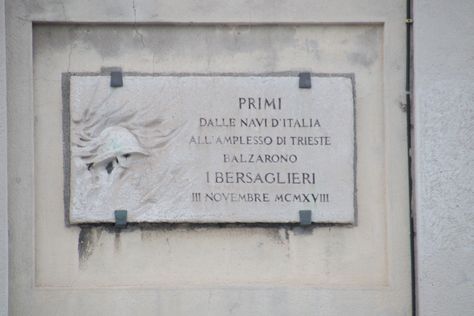 PRIMI
DALLE NAVI D'ITALIA
ALL'AMPLESSO DI TRIESTE
BALZARONO
I BERSAGLIERI
III NOVEMBRE MCMXVIII